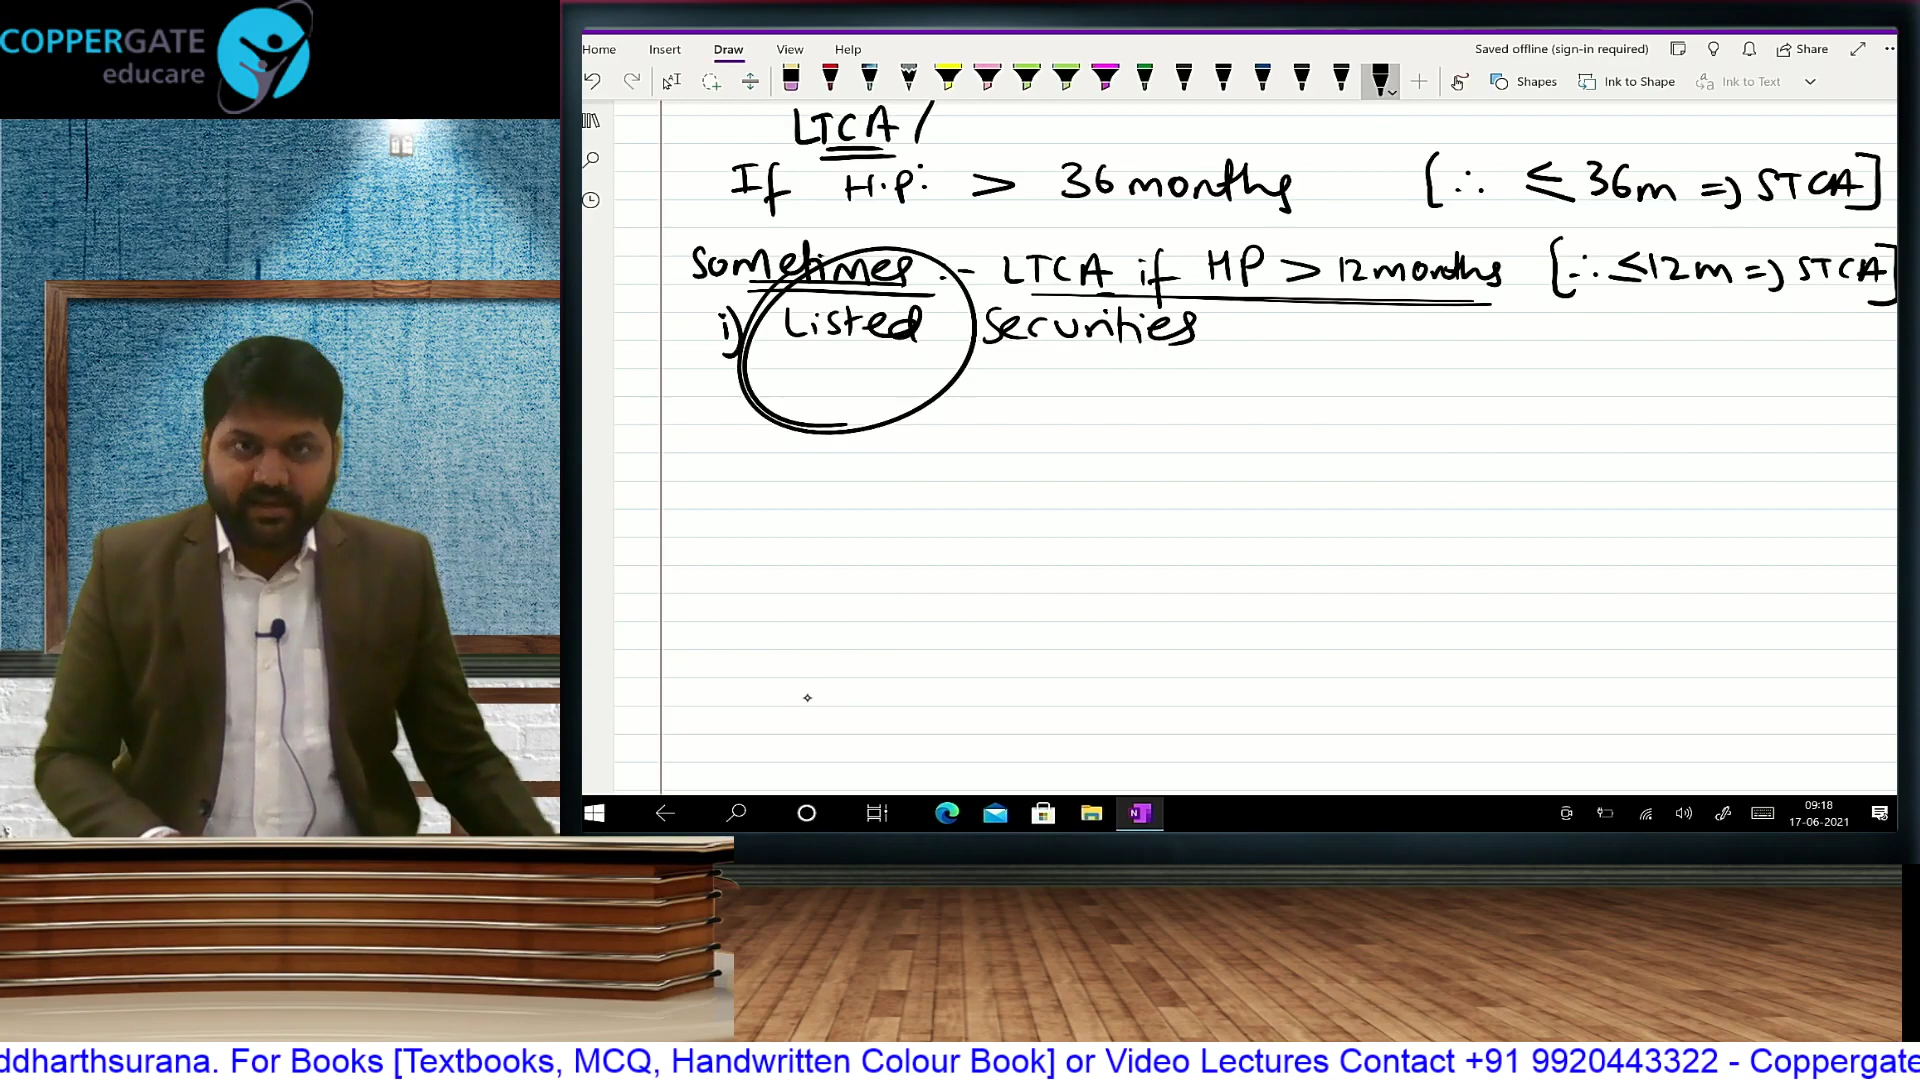 COPPERGATE
educare
Home Insert Draw View Help Saved offline (sign-in required) Share
Shapes Ink to Shape Ink to Text
LTCA /
If H.P. > 36 months [∴ ≤ 36m => STCA]
Sometimes - LTCA if HP > 12 months [∴ ≤ 12m => STCA]
i) Listed Securities
09:18
17-06-2021
ddharthsurana. For Books [Textbooks, MCQ, Handwritten Colour Book] or Video Lectures Contact +91 9920443322 - Coppergate